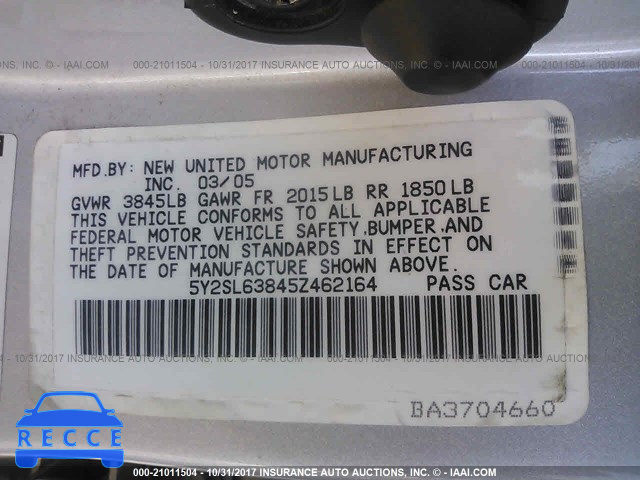 000-21011504 - 10/31/2017 INSURANCE AUTO AUCTIONS, INC. - © - IAAI.COM
MFD.BY: NEW UNITED MOTOR MANUFACTURING
INC. 03/05
GVWR 3845LB GAWR FR 2015LB RR 1850LB
THIS VEHICLE CONFORMS TO ALL APPLICABLE
FEDERAL MOTOR VEHICLE SAFETY,BUMPER,AND
THEFT PREVENTION STANDARDS IN EFFECT ON
THE DATE OF MANUFACTURE SHOWN ABOVE.
5Y2SL63845Z462164 PASS CAR
BA3704660
RECCE
000-21011504 - 10/31/2017 INSURANCE AUTO AUCTIONS, INC. - © - IAAI.COM